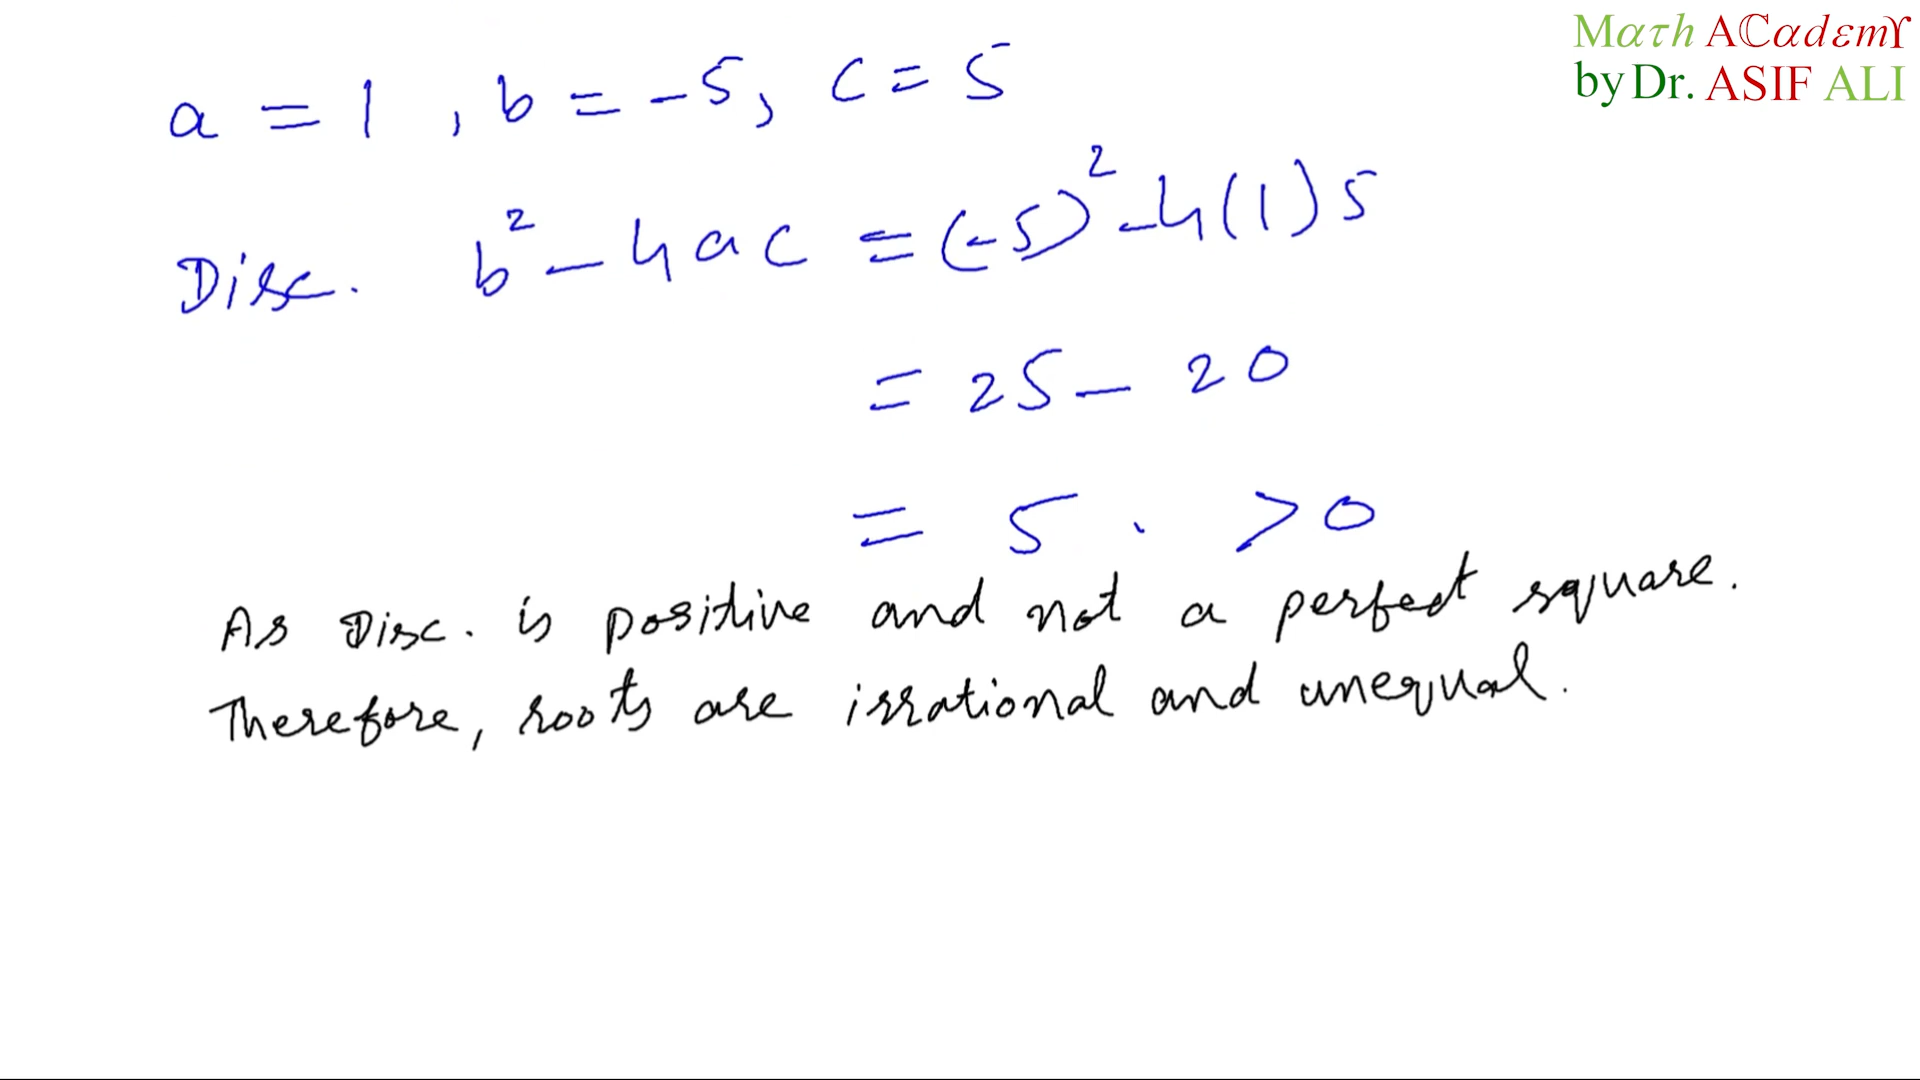 Math ACademy
by Dr. ASIF ALI
a = 1 , b = -5, c = 5
Disc. b² - 4ac = (-5)² - 4(1)5
= 25 - 20
= 5 . > 0
As Disc. is positive and not a perfect square.
Therefore, roots are irrational and unequal.